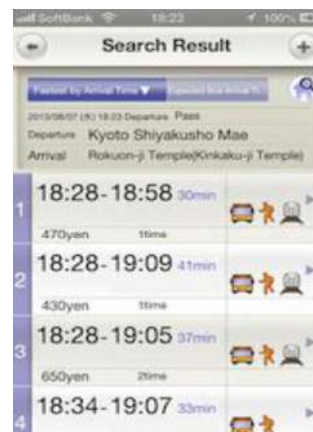 SoftBank 18:23 100%
Search Result
Fastest by Arrival Time ▼
2013/08/07 (水) 18:23 Departure Pass
Departure Kyoto Shiyakusho Mae
Arrival Rokuon-ji Temple(Kinkaku-ji Temple)
1 18:28-18:58 30min
470yen 1time
2 18:28-19:09 41min
430yen 1time
3 18:28-19:05 37min
650yen 2time
4 18:34-19:07 33min